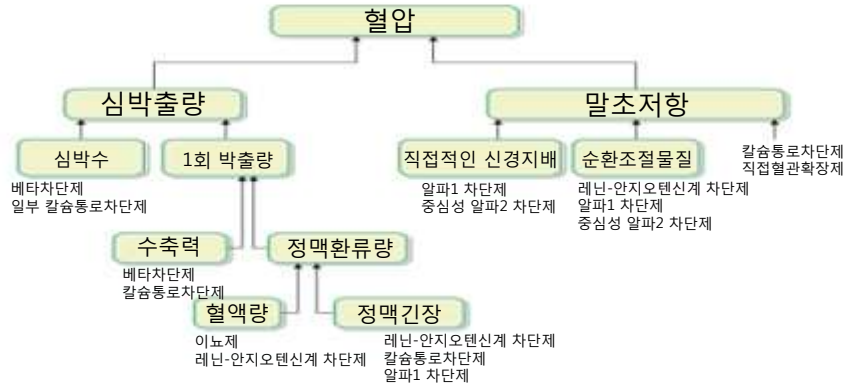 혈압
심박출량
말초저항
심박수
1회 박출량
직접적인 신경지배
순환조절물질
칼슘통로차단제
직접혈관확장제
베타차단제
일부 칼슘통로차단제
알파1 차단제
중심성 알파2 차단제
레닌-안지오텐신계 차단제
알파1 차단제
중심성 알파2 차단제
수축력
정맥환류량
베타차단제
칼슘통로차단제
혈액량
정맥긴장
이뇨제
레닌-안지오텐신계 차단제
레닌-안지오텐신계 차단제
칼슘통로차단제
알파1 차단제